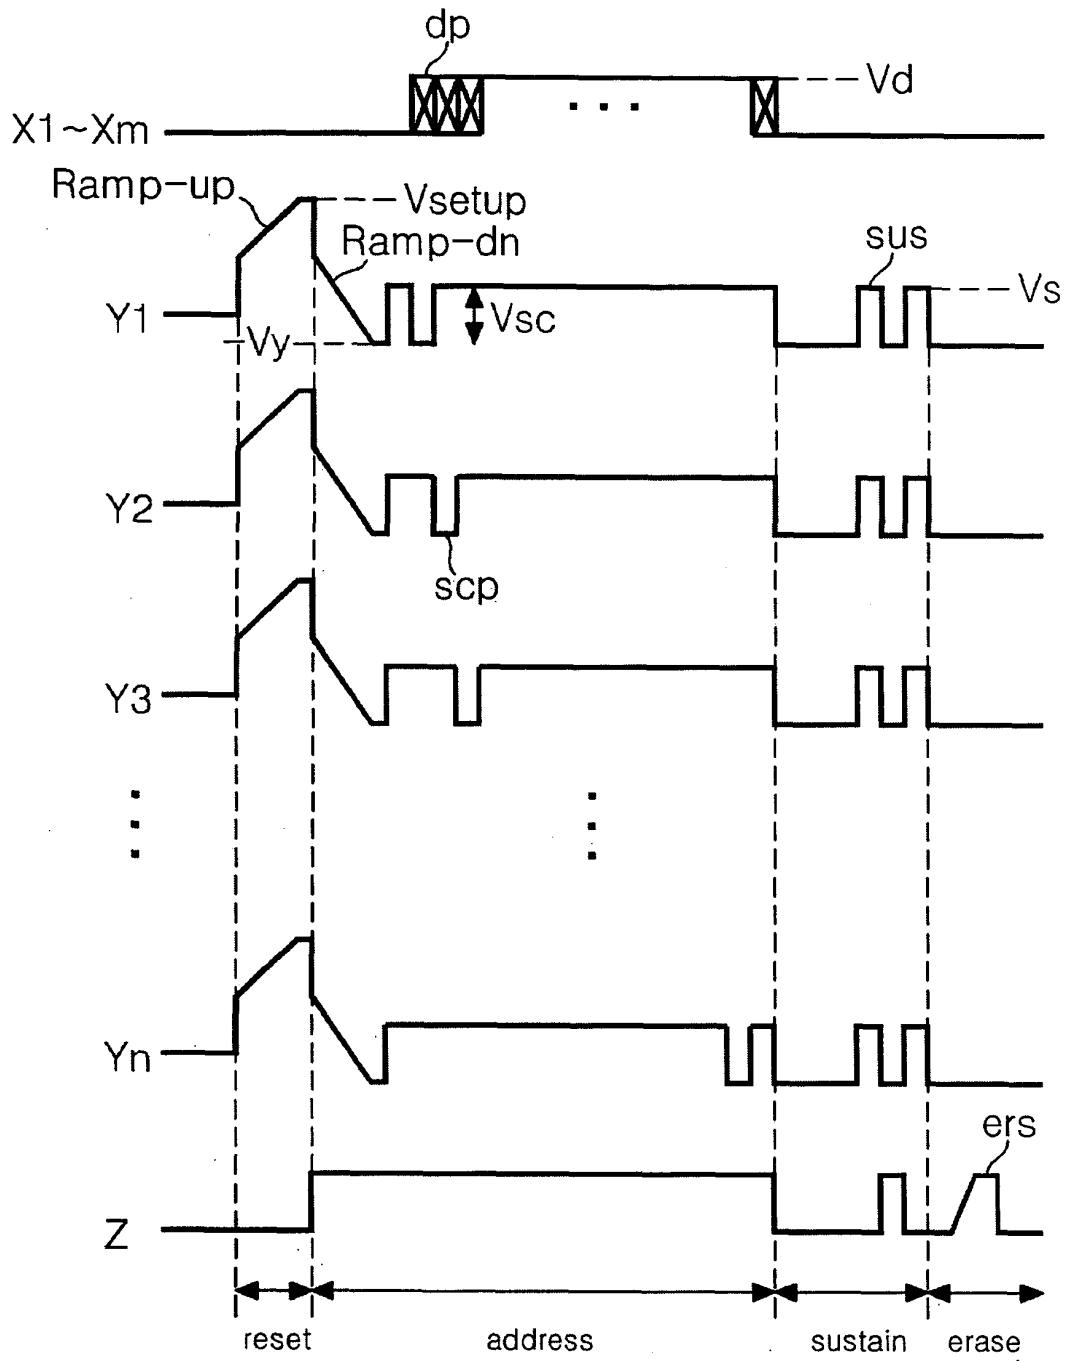 dp
Vd
X1~Xm
Ramp-up
Vsetup
Ramp-dn
sus
Vs
Y1
Vsc
Vy
Y2
scp
Y3
Yn
ers
Z
reset
address
sustain
erase